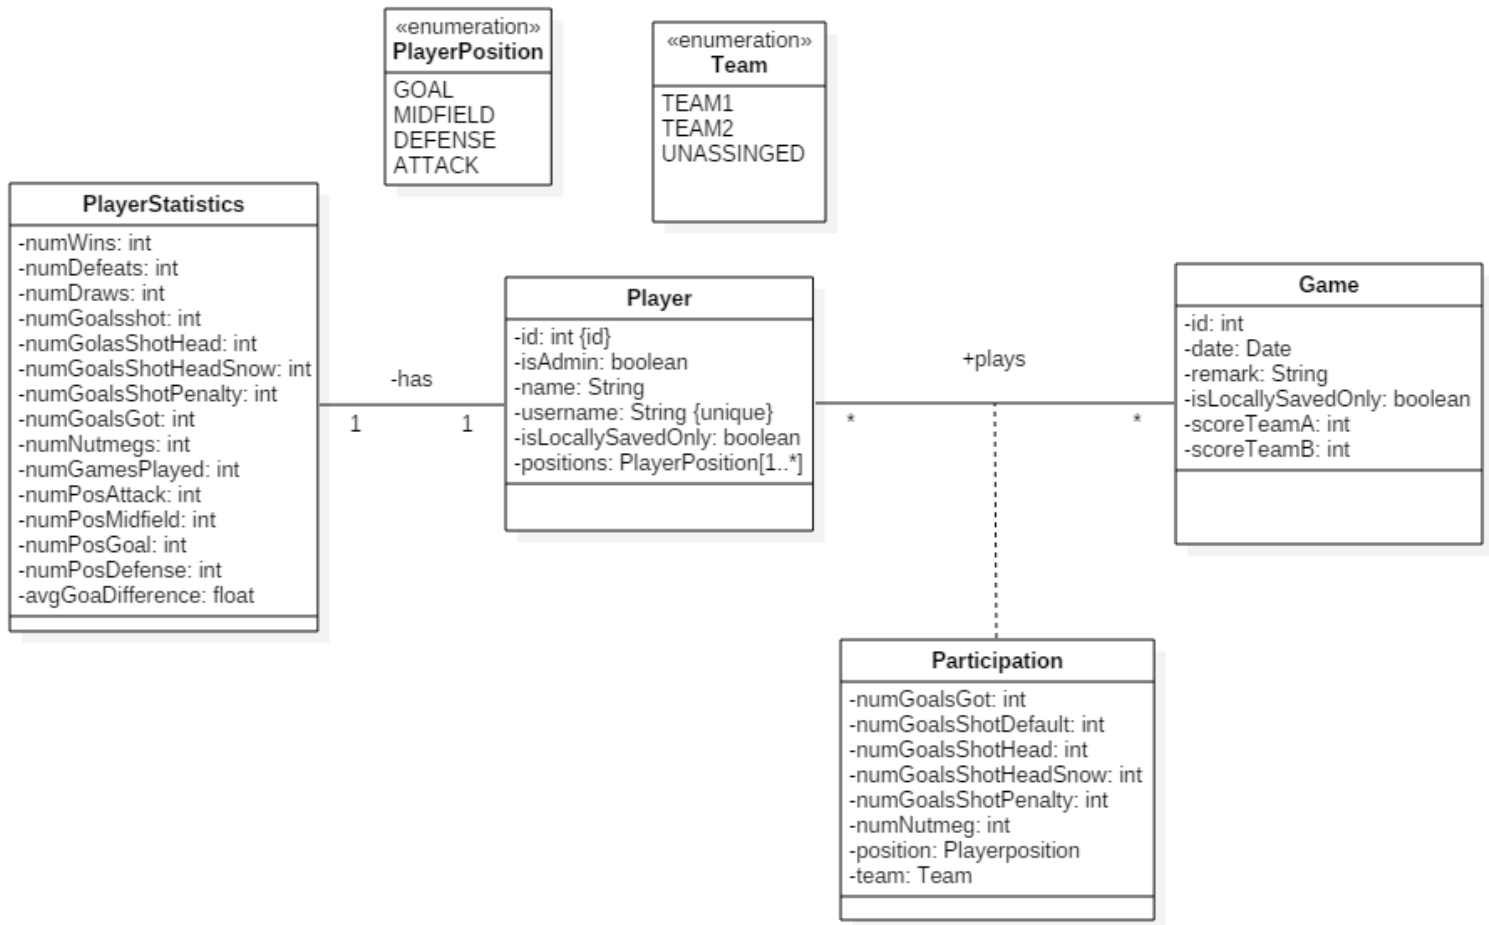 «enumeration»
PlayerPosition
GOAL
MIDFIELD
DEFENSE
ATTACK
«enumeration»
Team
TEAM1
TEAM2
UNASSINGED
PlayerStatistics
-numWins: int
-numDefeats: int
-numDraws: int
-numGoalsshot: int
-numGolasShotHead: int
-numGoalsShotHeadSnow: int
-numGoalsShotPenalty: int
-numGoalsGot: int
-numNutmegs: int
-numGamesPlayed: int
-numPosAttack: int
-numPosMidfield: int
-numPosGoal: int
-numPosDefense: int
-avgGoaDifference: float
-has
1
1
Player
-id: int {id}
-isAdmin: boolean
-name: String
-username: String {unique}
-isLocallySavedOnly: boolean
-positions: PlayerPosition[1..*]
+plays
*
*
Game
-id: int
-date: Date
-remark: String
-isLocallySavedOnly: boolean
-scoreTeamA: int
-scoreTeamB: int
Participation
-numGoalsGot: int
-numGoalsShotDefault: int
-numGoalsShotHead: int
-numGoalsShotHeadSnow: int
-numGoalsShotPenalty: int
-numNutmeg: int
-position: Playerposition
-team: Team